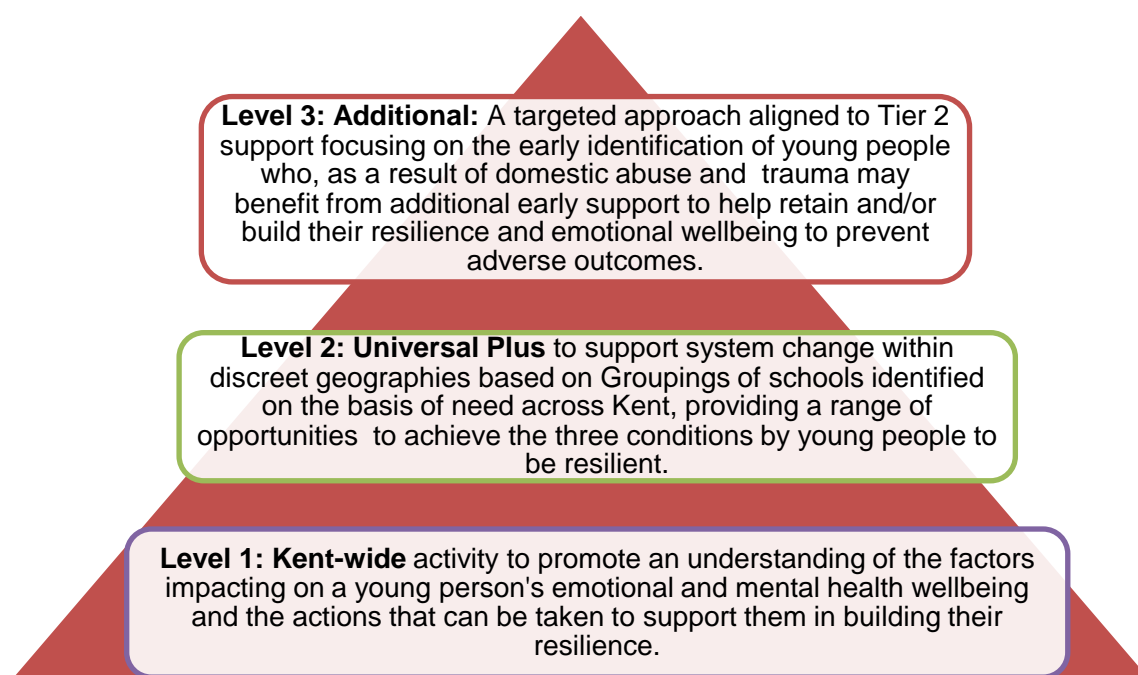 Level 3: Additional: A targeted approach aligned to Tier 2
support focusing on the early identification of young people
who, as a result of domestic abuse and  trauma may
benefit from additional early support to help retain and/or
build their resilience and emotional wellbeing to prevent
adverse outcomes.
Level 2: Universal Plus to support system change within
discreet geographies based on Groupings of schools identified
on the basis of need across Kent, providing a range of
opportunities  to achieve the three conditions by young people to
be resilient.
Level 1: Kent-wide activity to promote an understanding of the factors
impacting on a young person's emotional and mental health wellbeing
and the actions that can be taken to support them in building their
resilience.